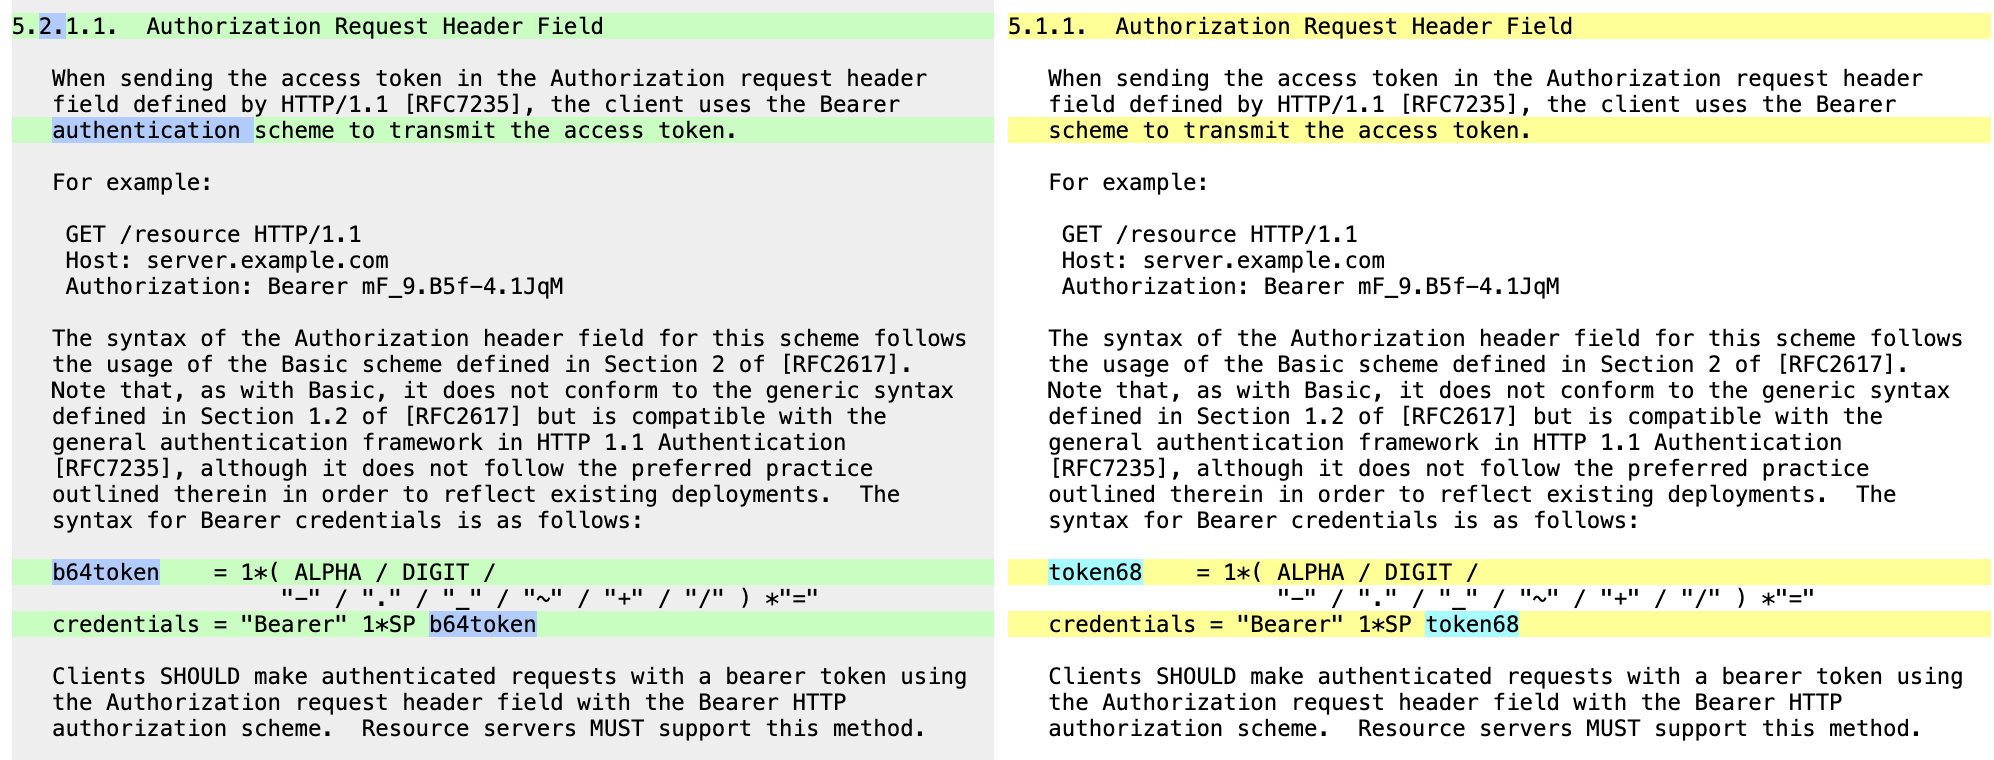 5.2.1.1.  Authorization Request Header Field
When sending the access token in the Authorization request header
field defined by HTTP/1.1 [RFC7235], the client uses the Bearer
authentication scheme to transmit the access token.
For example:
GET /resource HTTP/1.1
Host: server.example.com
Authorization: Bearer mF_9.B5f-4.1JqM
The syntax of the Authorization header field for this scheme follows
the usage of the Basic scheme defined in Section 2 of [RFC2617].
Note that, as with Basic, it does not conform to the generic syntax
defined in Section 1.2 of [RFC2617] but is compatible with the
general authentication framework in HTTP 1.1 Authentication
[RFC7235], although it does not follow the preferred practice
outlined therein in order to reflect existing deployments.  The
syntax for Bearer credentials is as follows:
b64token    = 1*( ALPHA / DIGIT /
"-" / "." / "_" / "~" / "+" / "/" ) *"="
credentials = "Bearer" 1*SP b64token
Clients SHOULD make authenticated requests with a bearer token using
the Authorization request header field with the Bearer HTTP
authorization scheme.  Resource servers MUST support this method.
5.1.1.  Authorization Request Header Field
When sending the access token in the Authorization request header
field defined by HTTP/1.1 [RFC7235], the client uses the Bearer
scheme to transmit the access token.
For example:
GET /resource HTTP/1.1
Host: server.example.com
Authorization: Bearer mF_9.B5f-4.1JqM
The syntax of the Authorization header field for this scheme follows
the usage of the Basic scheme defined in Section 2 of [RFC2617].
Note that, as with Basic, it does not conform to the generic syntax
defined in Section 1.2 of [RFC2617] but is compatible with the
general authentication framework in HTTP 1.1 Authentication
[RFC7235], although it does not follow the preferred practice
outlined therein in order to reflect existing deployments.  The
syntax for Bearer credentials is as follows:
token68    = 1*( ALPHA / DIGIT /
"-" / "." / "_" / "~" / "+" / "/" ) *"="
credentials = "Bearer" 1*SP token68
Clients SHOULD make authenticated requests with a bearer token using
the Authorization request header field with the Bearer HTTP
authorization scheme.  Resource servers MUST support this method.